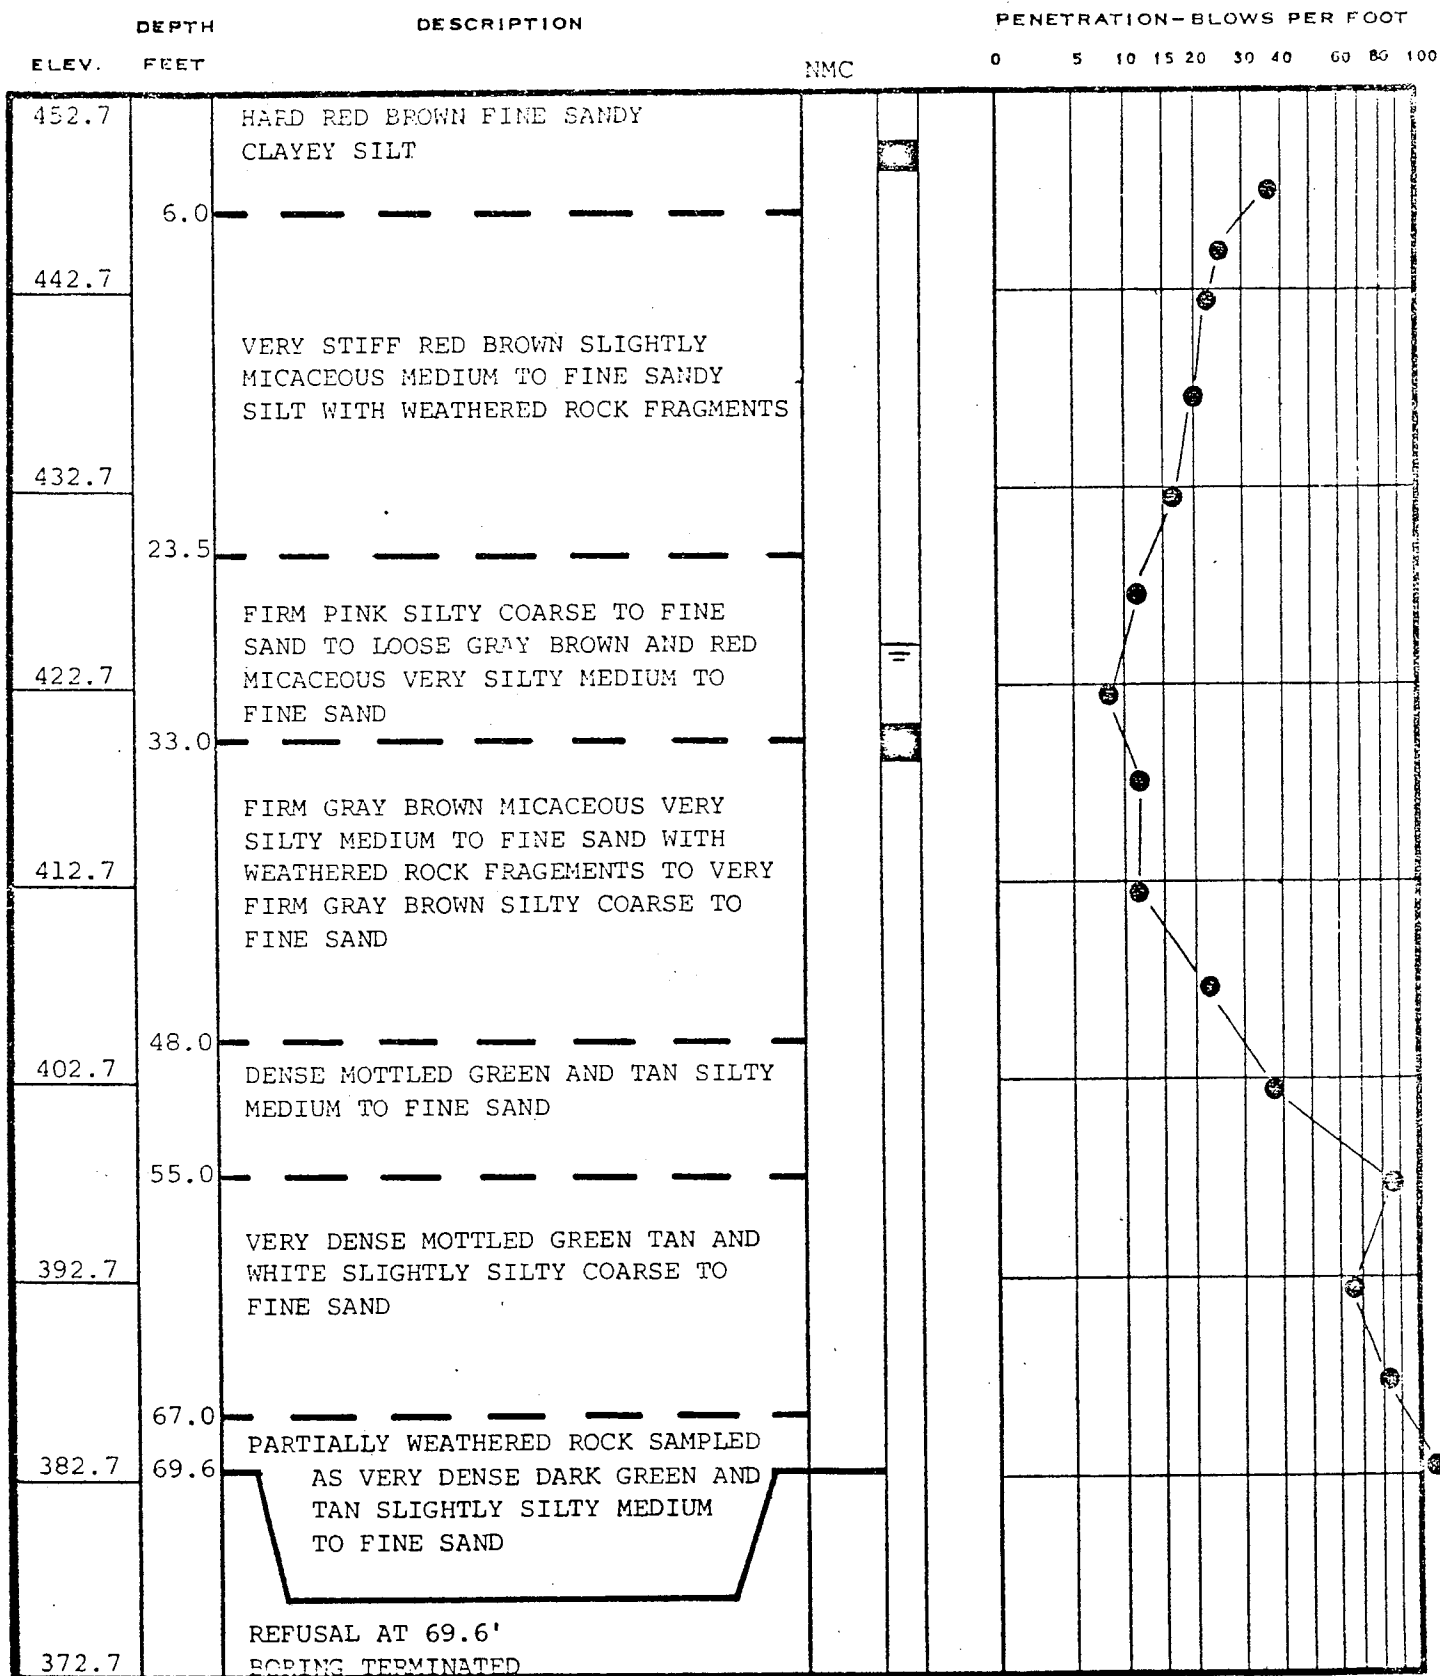 DEPTH DESCRIPTION PENETRATION-BLOWS PER FOOT
ELEV. FEET NMC 0 5 10 15 20 30 40 60 80 100
452.7 HARD RED BROWN FINE SANDY
CLAYEY SILT
6.0
442.7
VERY STIFF RED BROWN SLIGHTLY
MICACEOUS MEDIUM TO FINE SANDY
SILT WITH WEATHERED ROCK FRAGMENTS
432.7
23.5
FIRM PINK SILTY COARSE TO FINE
SAND TO LOOSE GRAY BROWN AND RED
422.7 MICACEOUS VERY SILTY MEDIUM TO
FINE SAND
33.0
FIRM GRAY BROWN MICACEOUS VERY
SILTY MEDIUM TO FINE SAND WITH
412.7 WEATHERED ROCK FRAGEMENTS TO VERY
FIRM GRAY BROWN SILTY COARSE TO
FINE SAND
48.0
402.7 DENSE MOTTLED GREEN AND TAN SILTY
MEDIUM TO FINE SAND
55.0
VERY DENSE MOTTLED GREEN TAN AND
392.7 WHITE SLIGHTLY SILTY COARSE TO
FINE SAND
67.0
PARTIALLY WEATHERED ROCK SAMPLED
382.7 69.6 AS VERY DENSE DARK GREEN AND
TAN SLIGHTLY SILTY MEDIUM
TO FINE SAND
REFUSAL AT 69.6'
372.7 BORING TERMINATED